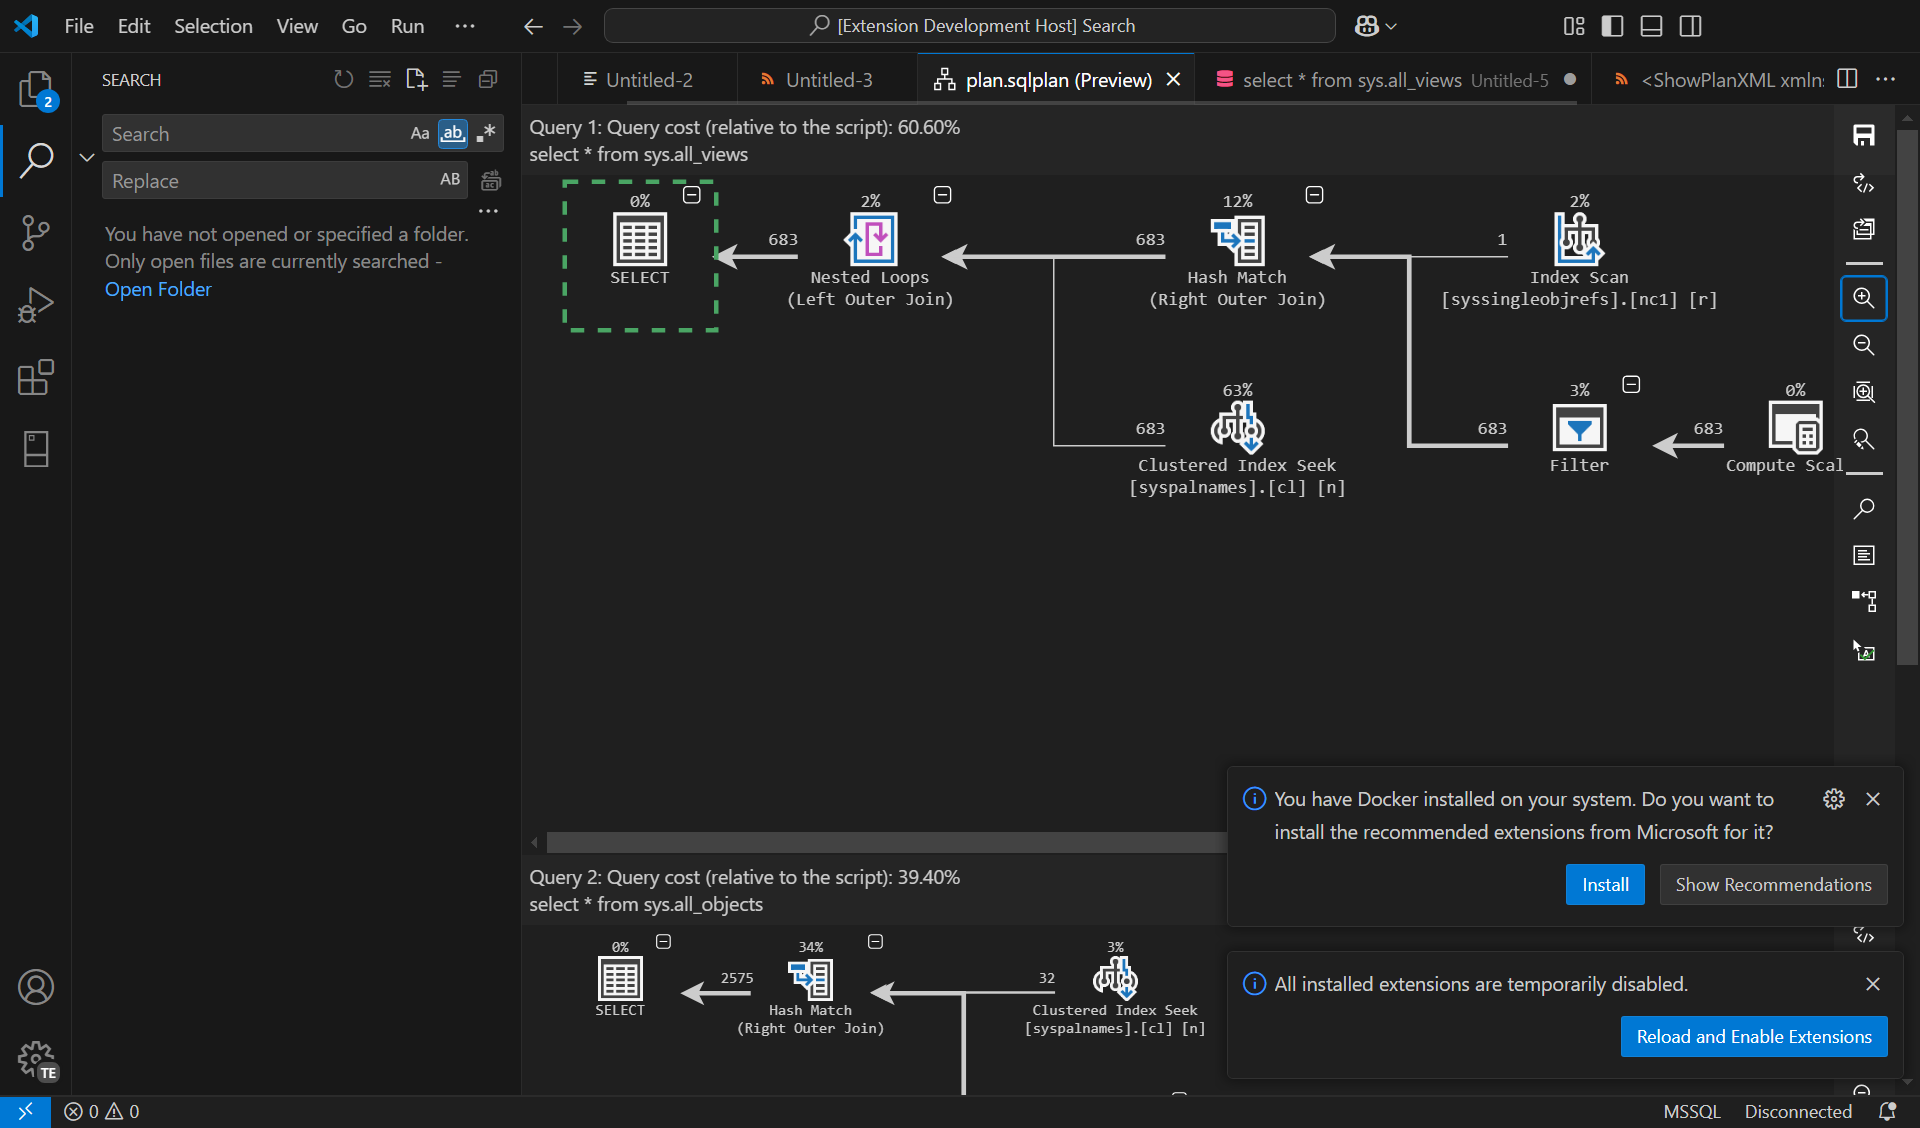 File Edit Selection View Go Run ···
[Extension Development Host] Search
2
SEARCH
Untitled-2
Untitled-3
plan.sqlplan (Preview)
select * from sys.all_views Untitled-5
<ShowPlanXML xmln
Search
Aa
ab
Replace
AB
You have not opened or specified a folder.
Only open files are currently searched -
Open Folder
Query 1: Query cost (relative to the script): 60.60%
select * from sys.all_views
0%
SELECT
683
2%
Nested Loops
(Left Outer Join)
683
12%
Hash Match
(Right Outer Join)
1
2%
Index Scan
[syssingleobjrefs].[nc1] [r]
683
63%
Clustered Index Seek
[syspalnames].[cl] [n]
683
3%
Filter
683
0%
Compute Scal
You have Docker installed on your system. Do you want to
install the recommended extensions from Microsoft for it?
Install
Show Recommendations
Query 2: Query cost (relative to the script): 39.40%
select * from sys.all_objects
0%
SELECT
2575
34%
Hash Match
(Right Outer Join)
32
3%
Clustered Index Seek
[syspalnames].[cl] [n]
All installed extensions are temporarily disabled.
Reload and Enable Extensions
TE
0 0
MSSQL
Disconnected